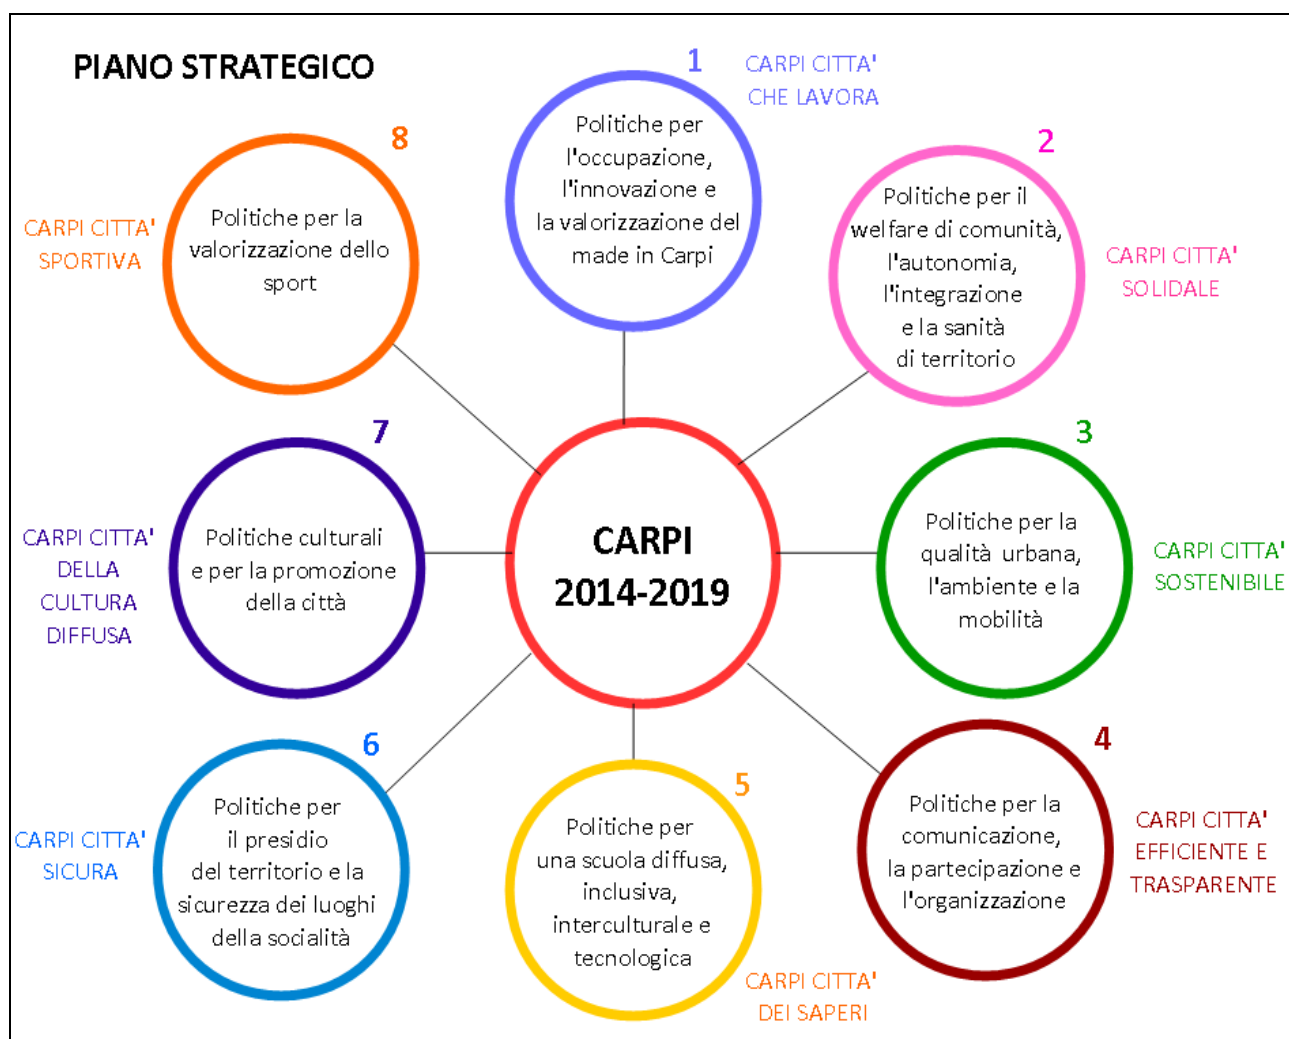 PIANO STRATEGICO
1
CARPI CITTA'
CHE LAVORA
Politiche per
l'occupazione,
l'innovazione e
la valorizzazione del
made in Carpi
2
Politiche per il
welfare di comunità,
l'autonomia,
l'integrazione
e la sanità
di territorio
CARPI CITTA'
SOLIDALE
3
Politiche per la
qualità urbana,
l'ambiente e la
mobilità
CARPI CITTA'
SOSTENIBILE
4
Politiche per la
comunicazione,
la partecipazione e
l'organizzazione
CARPI CITTA'
EFFICIENTE E
TRASPARENTE
5
Politiche per
una scuola diffusa,
inclusiva,
interculturale e
tecnologica
CARPI CITTA'
DEI SAPERI
6
Politiche per
il presidio
del territorio e la
sicurezza dei luoghi
della socialità
CARPI CITTA'
SICURA
7
Politiche culturali
e per la promozione
della città
CARPI CITTA'
DELLA
CULTURA
DIFFUSA
8
Politiche per la
valorizzazione dello
sport
CARPI CITTA'
SPORTIVA
CARPI
2014-2019